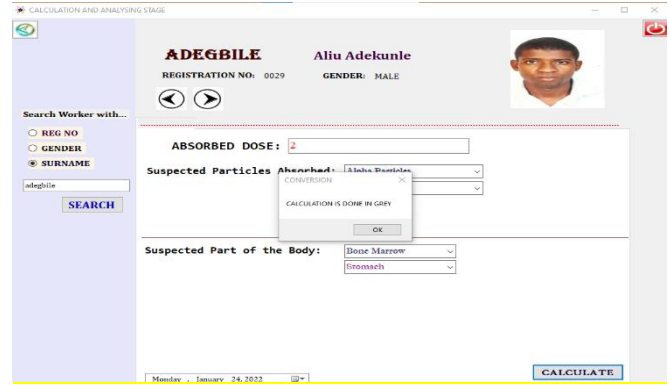 CALCULATION AND ANALYSING STAGE
ADEGBILE Aliu Adekunle
REGISTRATION NO: 0029 GENDER: MALE
Search Worker with...
REG NO
GENDER
SURNAME
adegbile
SEARCH
ABSORBED DOSE: 2
Suspected Particles Absorbed: Alpha Particles
CONVERSION
CALCULATION IS DONE IN GREY
OK
Suspected Part of the Body: Bone Marrow
Stomach
Monday , January 24, 2022
CALCULATE